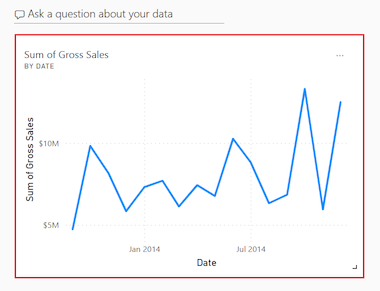 Ask a question about your data
Sum of Gross Sales
BY DATE
...
Sum of Gross Sales
$10M
$5M
Jan 2014
Jul 2014
Date